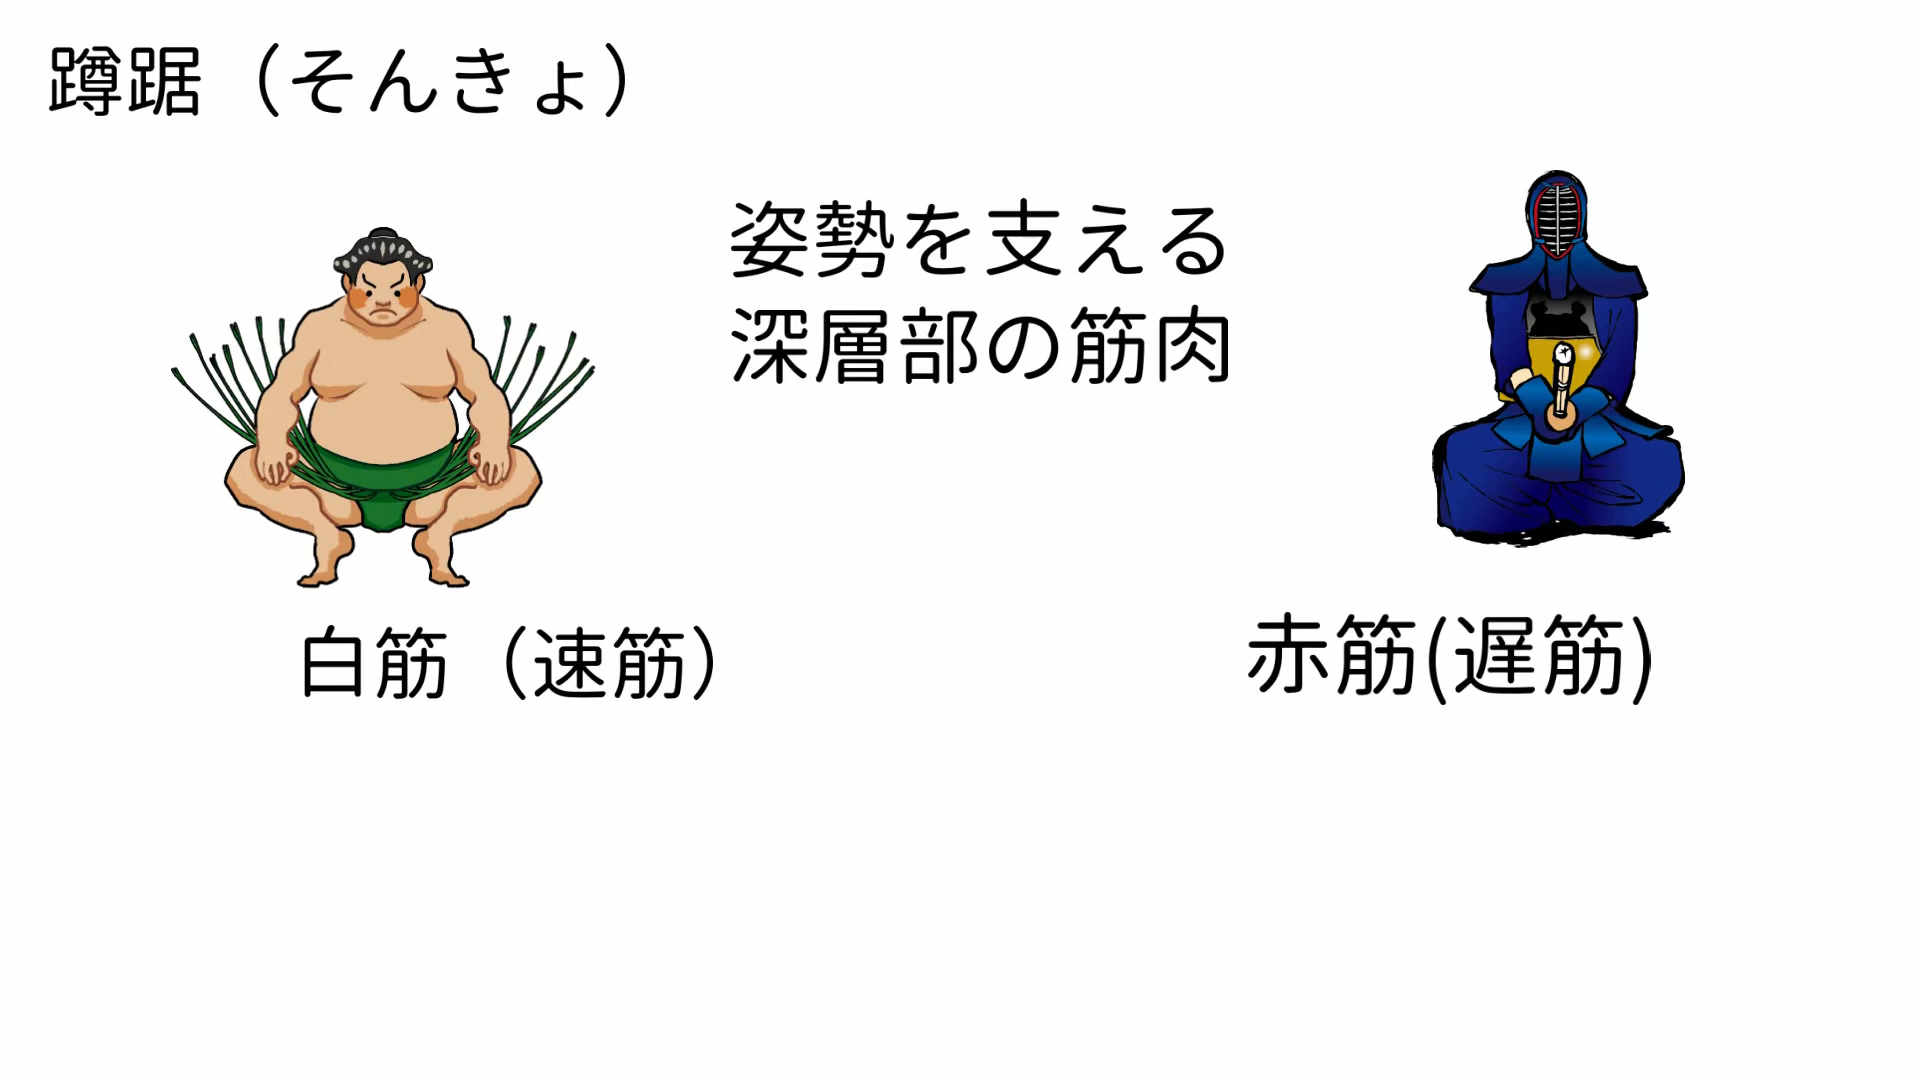 蹲踞（そんきょ）
姿勢を支える
深層部の筋肉
白筋（速筋）
赤筋(遅筋)